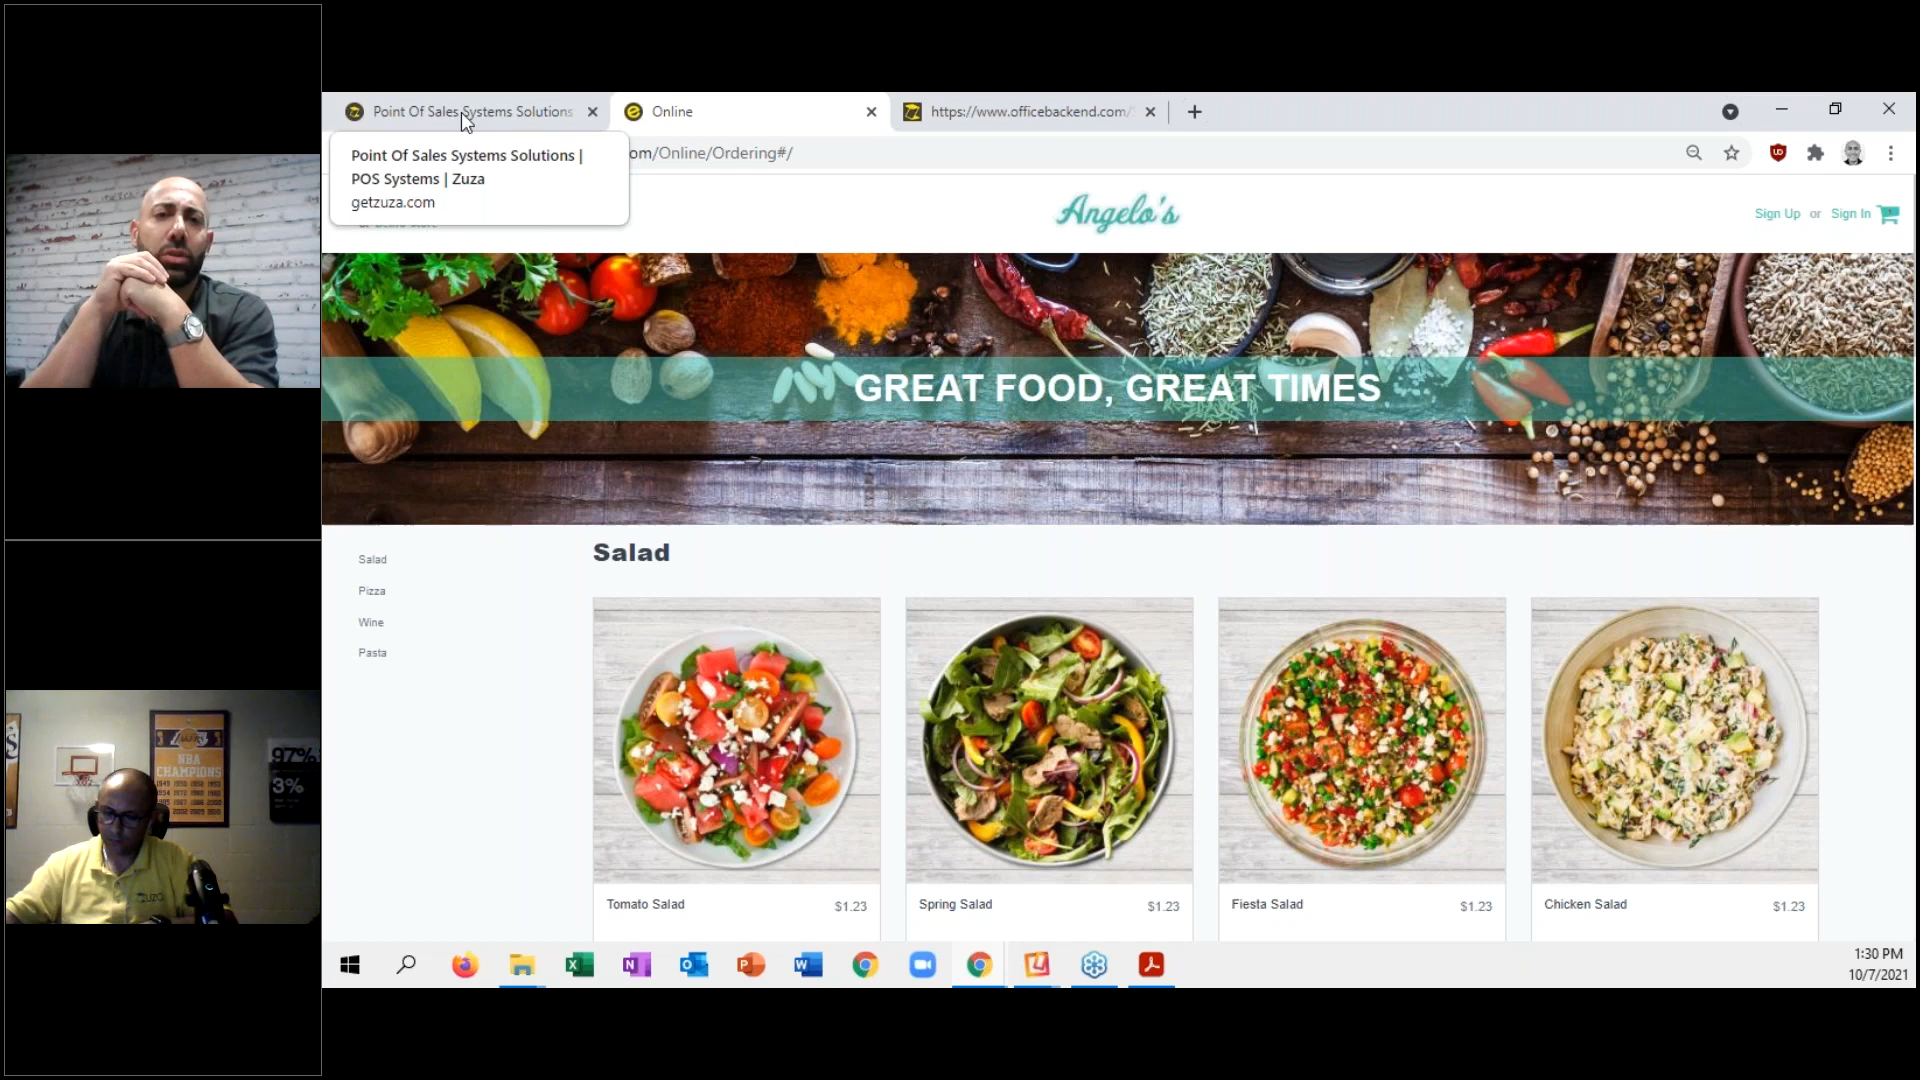 Point Of Sales Systems Solutions
Online
https://www.officebackend.com/
Point Of Sales Systems Solutions |
POS Systems | Zuza
getzuza.com
om/Online/Ordering#/
Angelo's
Sign Up or Sign In
GREAT FOOD, GREAT TIMES
Salad
Pizza
Wine
Pasta
Salad
Tomato Salad $1.23
Spring Salad $1.23
Fiesta Salad $1.23
Chicken Salad $1.23
NBA
CHAMPIONS
97%
3%
1:30 PM
10/7/2021